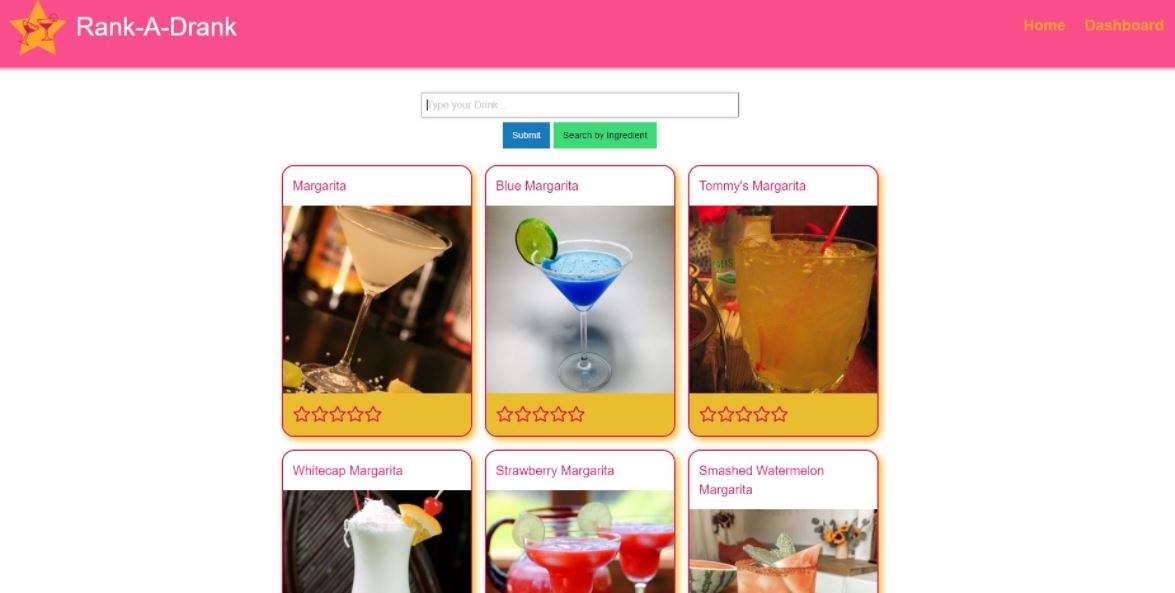 Rank-A-Drank
Home Dashboard
Type your Drink ..
Submit Search by Ingredient
Margarita
Blue Margarita
Tommy's Margarita
Whitecap Margarita
Strawberry Margarita
Smashed Watermelon
Margarita